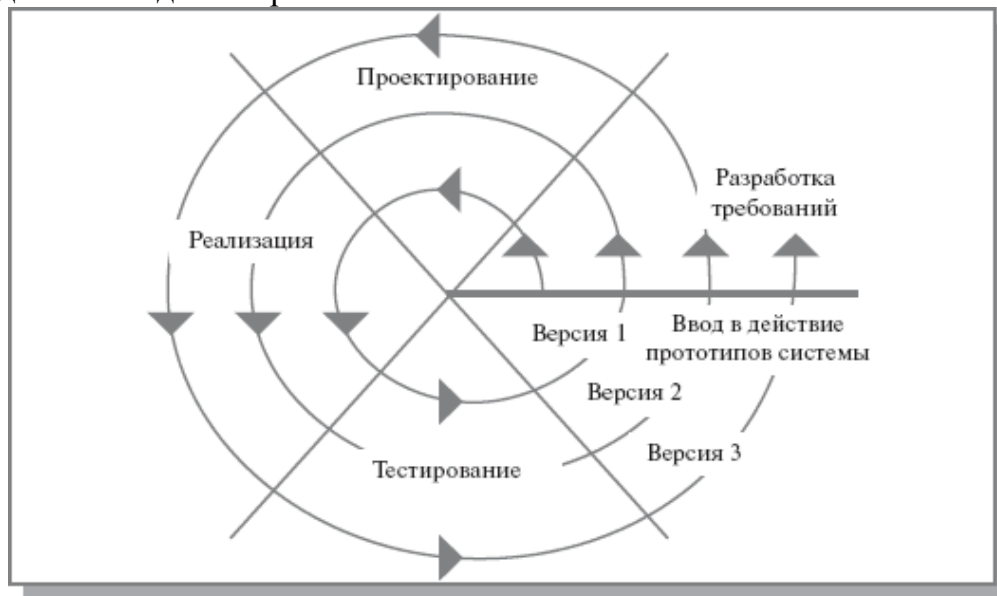 Проектирование
Разработка
требований
Реализация
Версия 1
Ввод в действие
прототипов системы
Версия 2
Версия 3
Тестирование